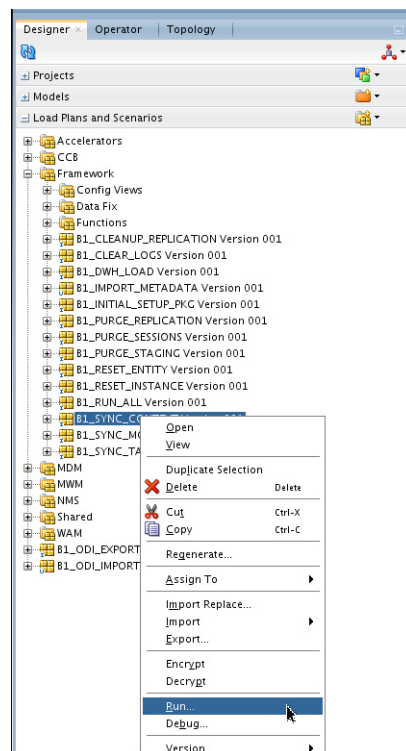 Designer
Operator
Topology
Projects
Models
Load Plans and Scenarios
Accelerators
CCB
Framework
Config Views
Data Fix
Functions
B1_CLEANUP_REPLICATION Version 001
B1_CLEAR_LOGS Version 001
B1_DWH_LOAD Version 001
B1_IMPORT_METADATA Version 001
B1_INITIAL_SETUP_PKG Version 001
B1_PURGE_REPLICATION Version 001
B1_PURGE_SESSIONS Version 001
B1_PURGE_STAGING Version 001
B1_RESET_ENTITY Version 001
B1_RESET_INSTANCE Version 001
B1_RUN_ALL Version 001
B1_SYNC_CO
B1_SYNC_MO
B1_SYNC_TA
MDM
MWM
NMS
Shared
WAM
B1_ODI_EXPORT
B1_ODI_IMPORT
Open
View
Duplicate Selection
Delete Delete
Cut Ctrl-X
Copy Ctrl-C
Regenerate...
Assign To
Import Replace...
Import
Export...
Encrypt
Decrypt
Run...
Debug...
Version